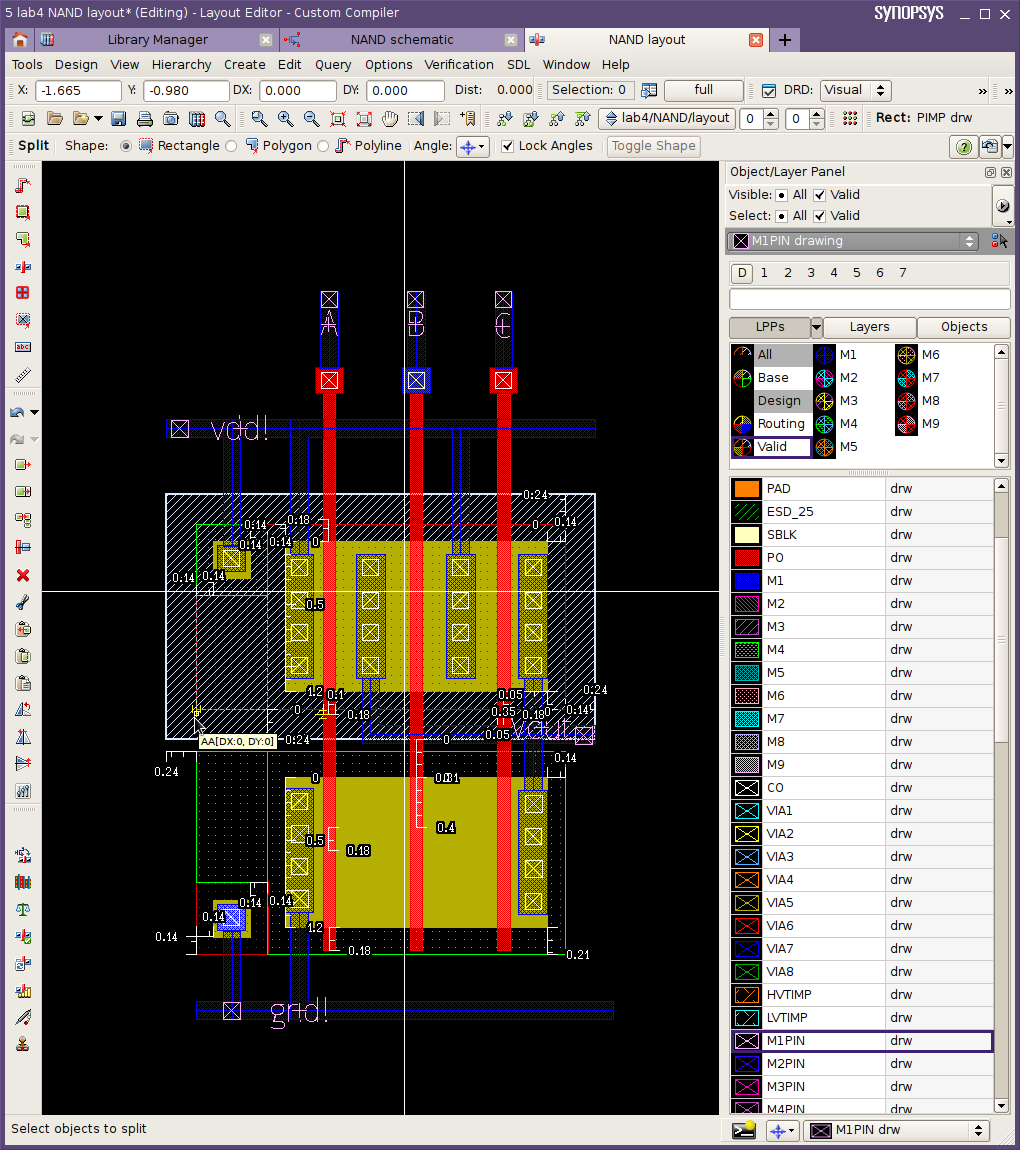 5 lab4 NAND layout* (Editing) - Layout Editor - Custom Compiler
SYNOPSYS
Library Manager
NAND schematic
NAND layout
Tools Design View Hierarchy Create Edit Query Options Verification SDL Window Help
X: -1.665 Y: -0.980 DX: 0.000 DY: 0.000 Dist: 0.000 Selection: 0 full DRD: Visual » »
lab4/NAND/layout 0 0 Rect: PIMP drw
Split Shape: Rectangle Polygon Polyline Angle: Lock Angles Toggle Shape
Object/Layer Panel
Visible: All Valid
Select: All Valid
M1PIN drawing
D 1 2 3 4 5 6 7
LPPs Layers Objects
All M1 M6
Base M2 M7
Design M3 M8
Routing M4 M9
Valid M5
PAD drw
ESD_25 drw
SBLK drw
PO drw
M1 drw
M2 drw
M3 drw
M4 drw
M5 drw
M6 drw
M7 drw
M8 drw
M9 drw
CO drw
VIA1 drw
VIA2 drw
VIA3 drw
VIA4 drw
VIA5 drw
VIA6 drw
VIA7 drw
VIA8 drw
HVTIMP drw
LVTIMP drw
M1PIN drw
M2PIN drw
M3PIN drw
M4PIN drw
abc
A B C
vdd!
0:24
0.18
0.14 0 0.14
0.14 0.14 0
0.14 0.14
0.5
1.2 0.1 0.05 0.24
0 0.18 0.35 0.18 0.14
0.05
AA[DX:0, DY:0] 0:24 0
0.24 0.14
0 0.31
0.4
0.5 0.18
0.14 0.14
0.14
1.2
0.14 0.18 0.21
gnd!
Select objects to split
M1PIN drw